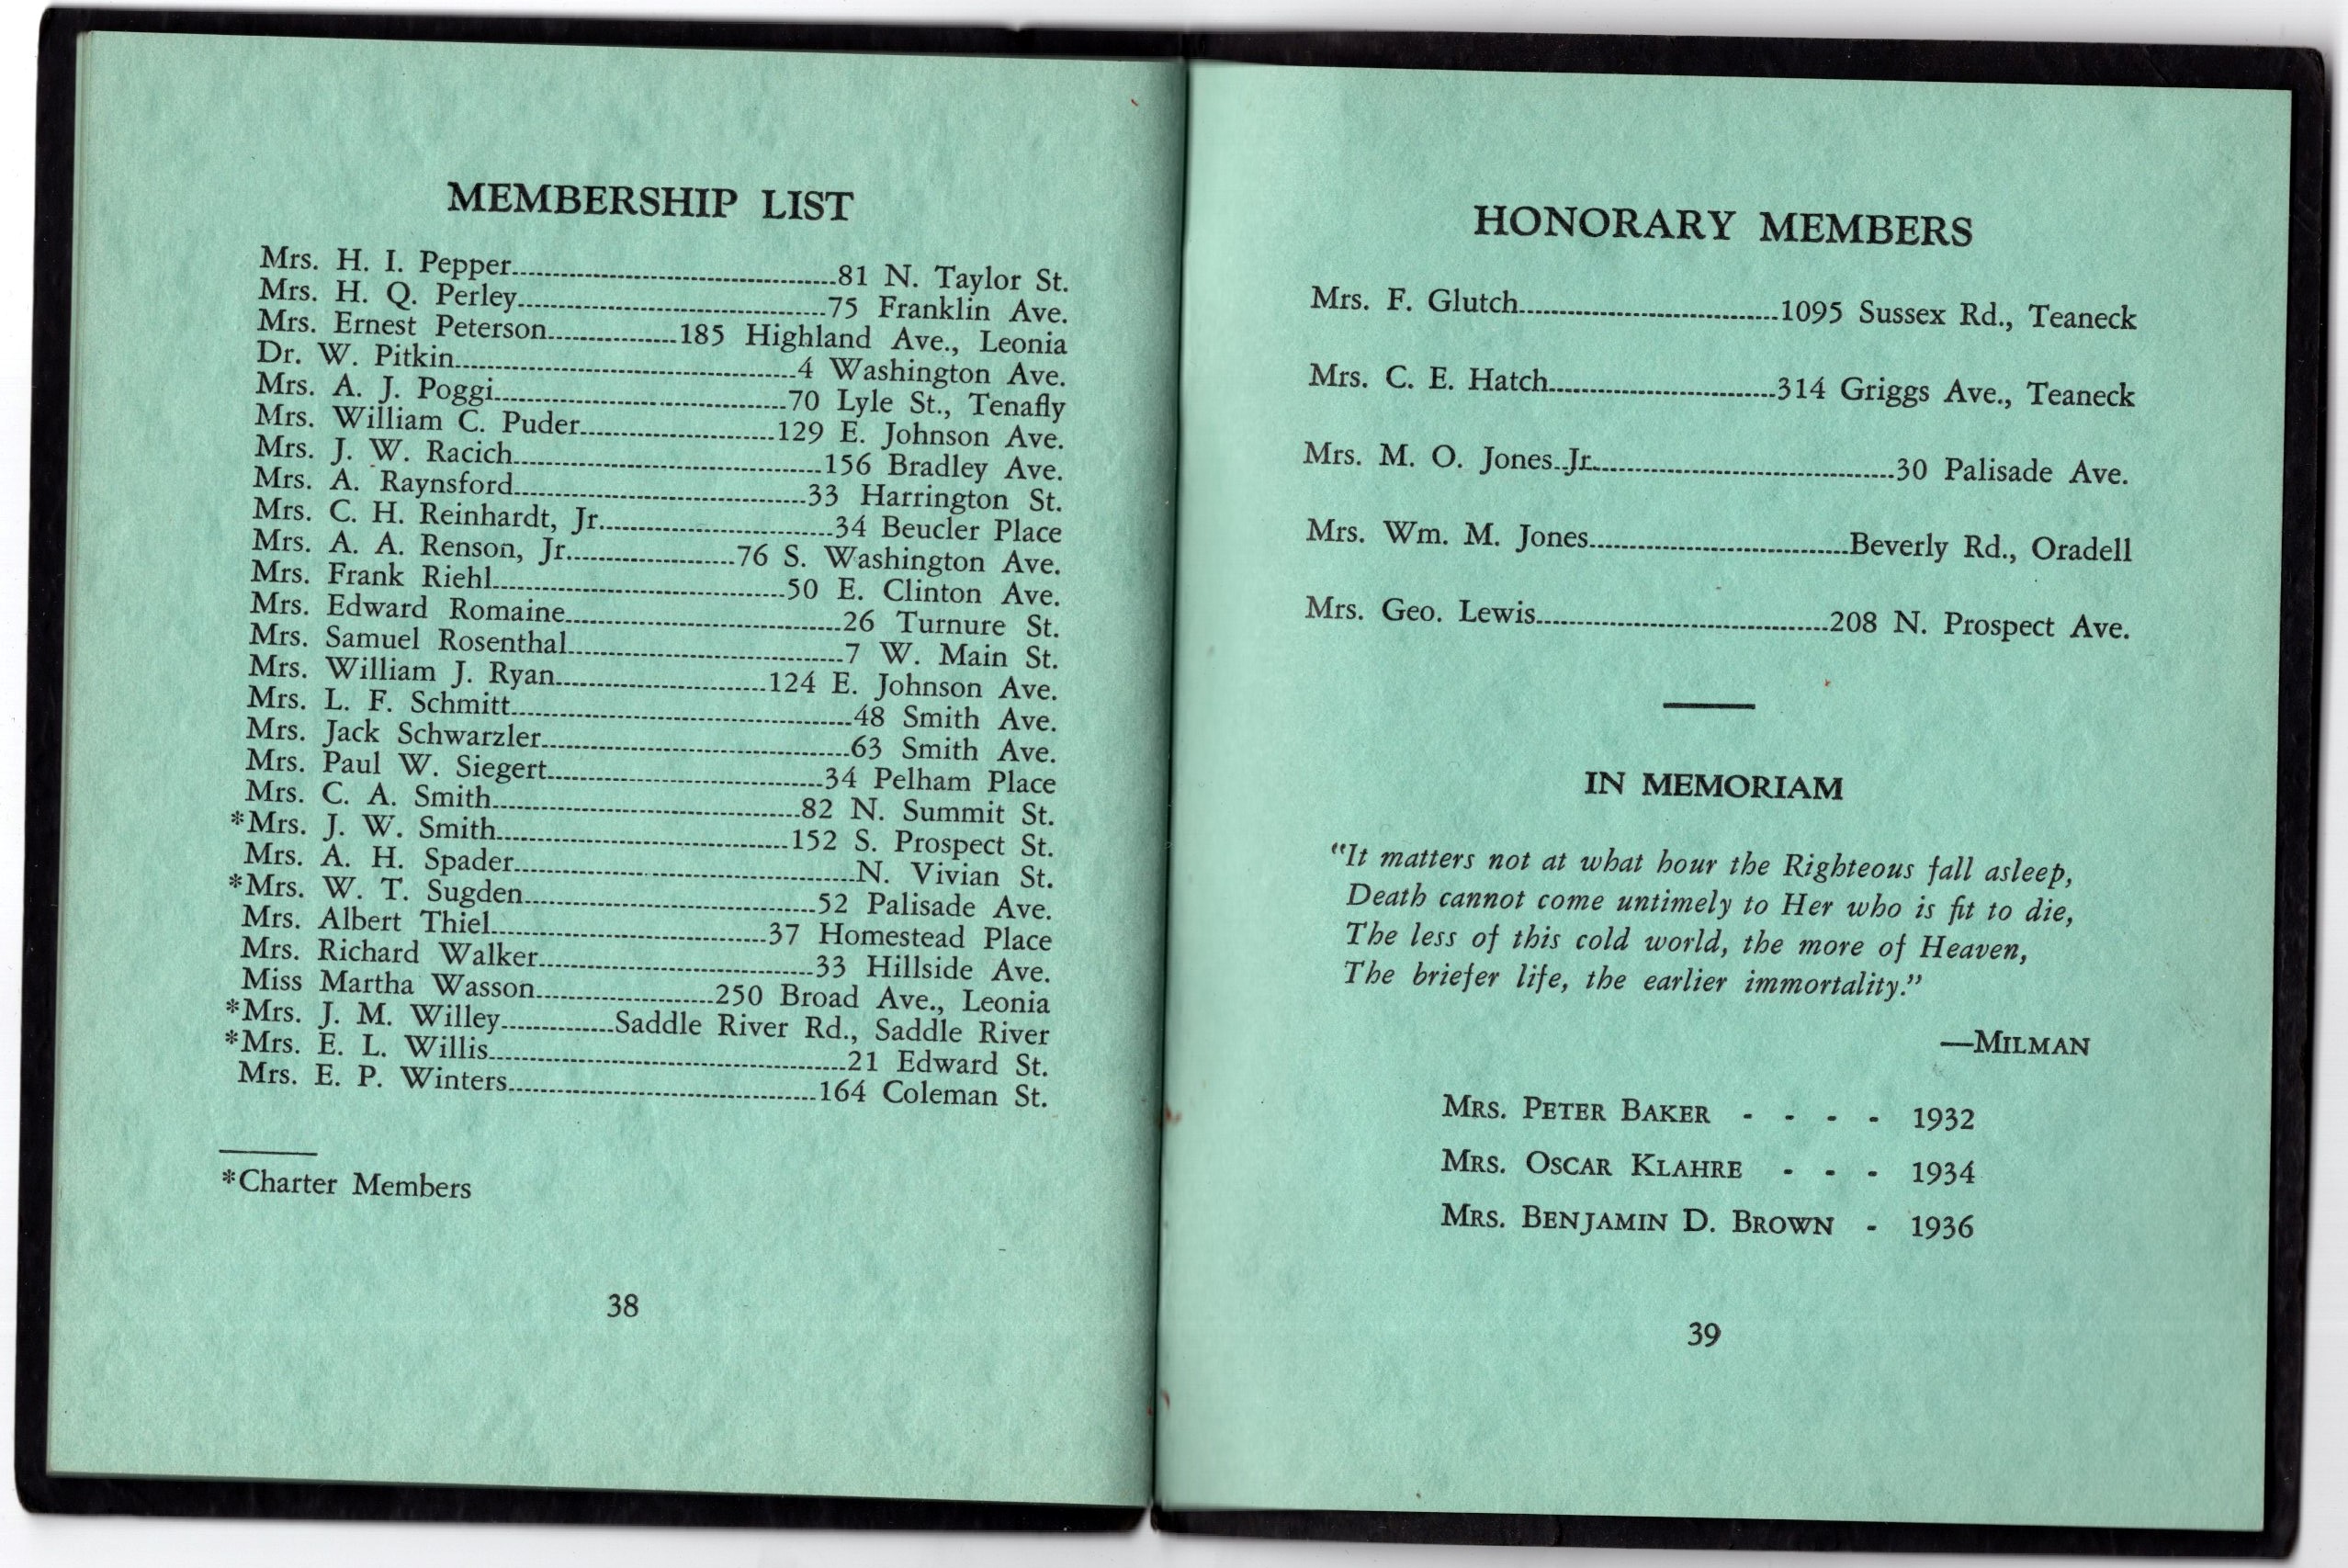 MEMBERSHIP LIST
Mrs. H. I. Pepper 81 N. Taylor St.
Mrs. H. Q. Perley 75 Franklin Ave.
Mrs. Ernest Peterson 185 Highland Ave., Leonia
Dr. W. Pitkin 4 Washington Ave.
Mrs. A. J. Poggi 70 Lyle St., Tenafly
Mrs. William C. Puder 129 E. Johnson Ave.
Mrs. J. W. Racich 156 Bradley Ave.
Mrs. A. Raynsford 33 Harrington St.
Mrs. C. H. Reinhardt, Jr. 34 Beucler Place
Mrs. A. A. Renson, Jr. 76 S. Washington Ave.
Mrs. Frank Riehl 50 E. Clinton Ave.
Mrs. Edward Romaine 26 Turnure St.
Mrs. Samuel Rosenthal 7 W. Main St.
Mrs. William J. Ryan 124 E. Johnson Ave.
Mrs. L. F. Schmitt 48 Smith Ave.
Mrs. Jack Schwarzler 63 Smith Ave.
Mrs. Paul W. Siegert 34 Pelham Place
Mrs. C. A. Smith 82 N. Summit St.
*Mrs. J. W. Smith 152 S. Prospect St.
Mrs. A. H. Spader N. Vivian St.
*Mrs. W. T. Sugden 52 Palisade Ave.
Mrs. Albert Thiel 37 Homestead Place
Mrs. Richard Walker 33 Hillside Ave.
Miss Martha Wasson 250 Broad Ave., Leonia
*Mrs. J. M. Willey Saddle River Rd., Saddle River
*Mrs. E. L. Willis 21 Edward St.
Mrs. E. P. Winters 164 Coleman St.
*Charter Members
38
HONORARY MEMBERS
Mrs. F. Glutch 1095 Sussex Rd., Teaneck
Mrs. C. E. Hatch 314 Griggs Ave., Teaneck
Mrs. M. O. Jones Jr. 30 Palisade Ave.
Mrs. Wm. M. Jones Beverly Rd., Oradell
Mrs. Geo. Lewis 208 N. Prospect Ave.
IN MEMORIAM
"It matters not at what hour the Righteous fall asleep,
Death cannot come untimely to Her who is fit to die,
The less of this cold world, the more of Heaven,
The briefer life, the earlier immortality."
—MILMAN
MRS. PETER BAKER - - - - 1932
MRS. OSCAR KLAHRE - - - 1934
MRS. BENJAMIN D. BROWN - 1936
39